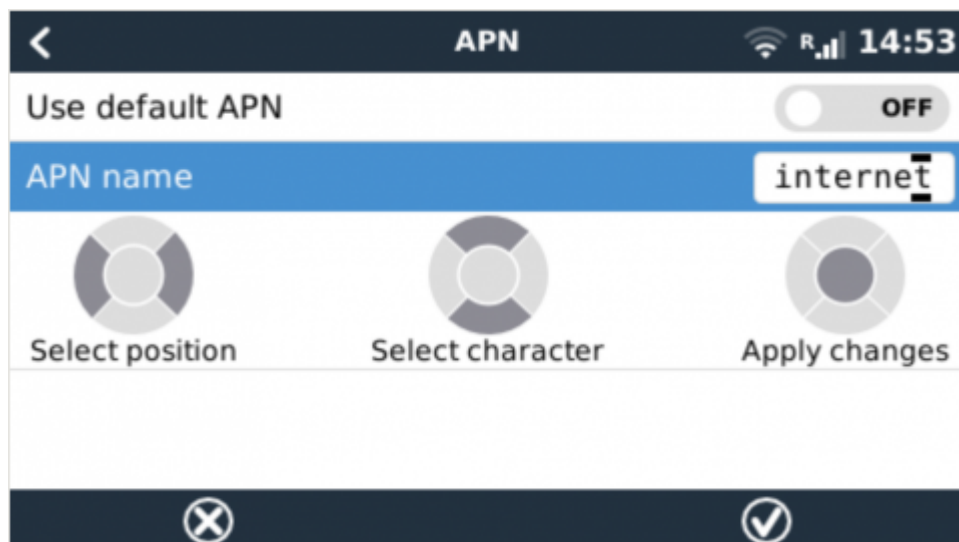 APN R 14:53
Use default APN OFF
APN name internet
Select position Select character Apply changes